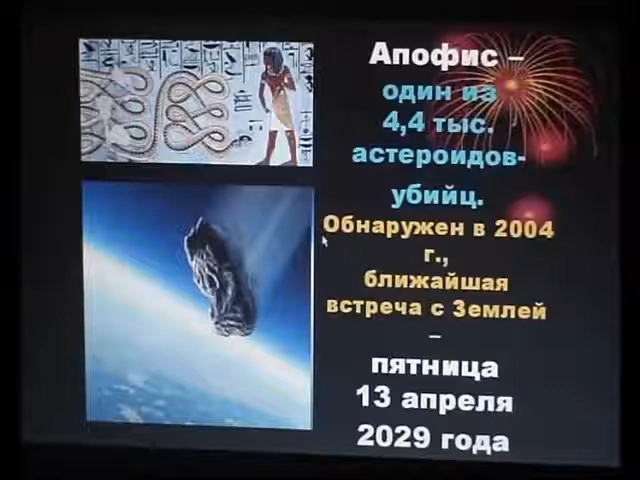 Апофис –
один из
4,4 тыс.
астероидов-
убийц.
Обнаружен в 2004
г.,
ближайшая
встреча с Землей
–
пятница
13 апреля
2029 года